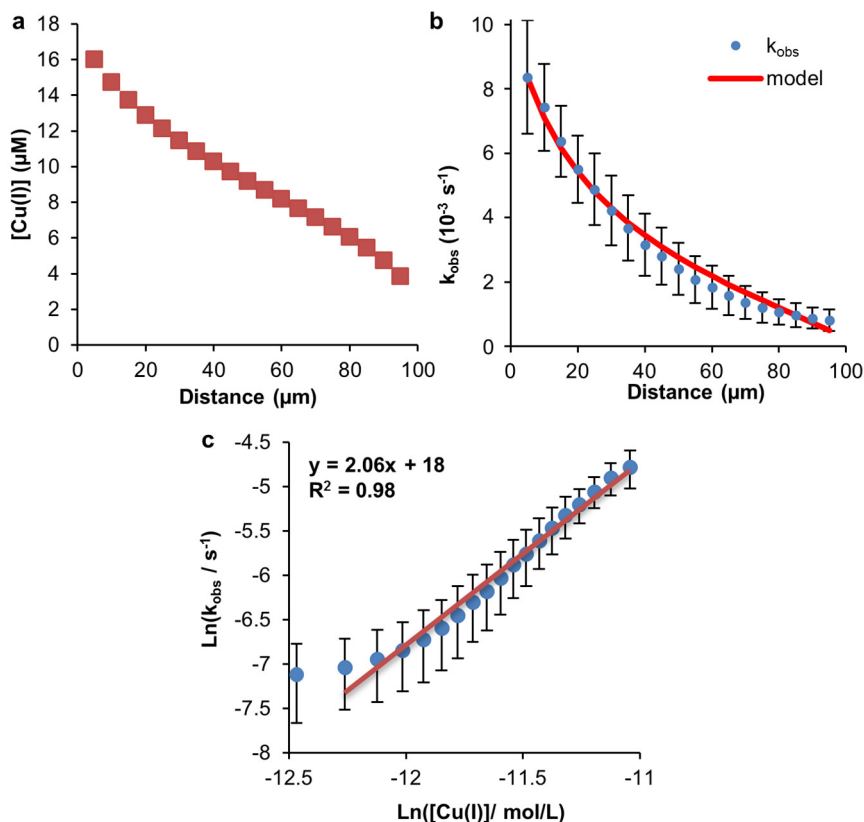 a
18
16
14
12
10
8
6
4
2
0
[Cu(I)] (µM)
0 20 40 60 80 100
Distance (µm)
b
10
8
6
4
2
0
k_obs (10⁻³ s⁻¹)
k_obs
model
0 20 40 60 80 100
Distance (µm)
c
-4.5
-5
-5.5
-6
-6.5
-7
-7.5
-8
Ln(k_obs / s⁻¹)
y = 2.06x + 18
R² = 0.98
-12.5 -12 -11.5 -11
Ln([Cu(I)]/ mol/L)